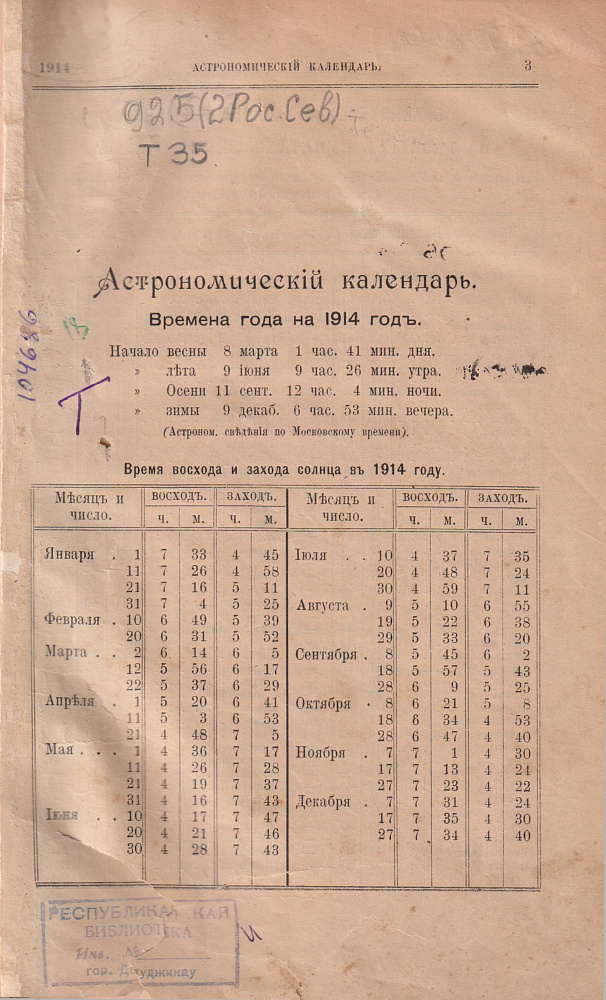 1914 АСТРОНОМИЧЕСКІЙ КАЛЕНДАРЬ. 3
92Б(2Рос.Сев)
Т 35
104686
Т
Астрономическій календарь.
Времена года на 1914 годъ.
Начало весны 8 марта 1 час. 41 мин. дня.
» лѣта 9 іюня 9 час. 26 мин. утра.
» Осени 11 сент. 12 час. 4 мин. ночи.
» зимы 9 декаб. 6 час. 53 мин. вечера.
(Астроном. свѣдѣнія по Московскому времени).
Время восхода и захода солнца въ 1914 году.
Мѣсяцъ и число. ВОСХОДЪ. ЗАХОДЪ. Мѣсяцъ и число. ВОСХОДЪ. ЗАХОДЪ.
ч. м. ч. м. ч. м. ч. м.
Января . 1 7 33 4 45 Іюля . . 10 4 37 7 35
11 7 26 4 58 20 4 48 7 24
21 7 16 5 11 30 4 59 7 11
31 7 4 5 25 Августа . 9 5 10 6 55
Февраля . 10 6 49 5 39 19 5 22 6 38
20 6 31 5 52 29 5 33 6 20
Марта . . 2 6 14 6 5 Сентября . 8 5 45 6 2
12 5 56 6 17 18 5 57 5 43
22 5 37 6 29 28 6 9 5 25
Апрѣля . 1 5 20 6 41 Октября . 8 6 21 5 8
11 5 3 6 53 18 6 34 4 53
21 4 48 7 5 28 6 47 4 40
Мая . . . 1 4 36 7 17 Ноября . 7 7 1 4 30
11 4 26 7 28 17 7 13 4 24
21 4 19 7 37 27 7 23 4 22
31 4 16 7 43 Декабря . 7 7 31 4 24
Іюня . . 10 4 17 7 47 17 7 35 4 30
20 4 21 7 46 27 7 34 4 40
30 4 28 7 43
РЕСПУБЛИКАНСКАЯ
БИБЛИОТЕКА
Инв. №
гор. Дзауджикау